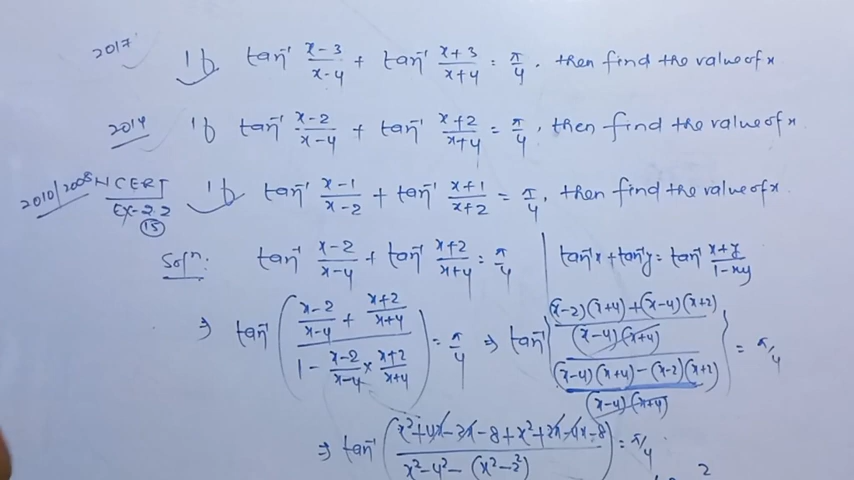 2017 If tan⁻¹ (x-3)/(x-4) + tan⁻¹ (x+3)/(x+4) = π/4, then find the value of x
2014 If tan⁻¹ (x-2)/(x-4) + tan⁻¹ (x+2)/(x+4) = π/4, then find the value of x
2010/2008 NCERT EX-2.2 (15) If tan⁻¹ (x-1)/(x-2) + tan⁻¹ (x+1)/(x+2) = π/4, then find the value of x.
Solⁿ: tan⁻¹ (x-2)/(x-4) + tan⁻¹ (x+2)/(x+4) = π/4 | tan⁻¹x + tan⁻¹y = tan⁻¹ (x+y)/(1-xy)
⇒ tan⁻¹ ( ((x-2)/(x-4) + (x+2)/(x+4)) / (1 - (x-2)/(x-4) × (x+2)/(x+4)) ) = π/4 ⇒ tan⁻¹ { (((x-2)(x+4) + (x-4)(x+2)) / ((x-4)(x+4))) / (((x-4)(x+4) - (x-2)(x+2)) / ((x-4)(x+4))) } = π/4
⇒ tan⁻¹ ( (x²+4x-2x-8+x²+2x-4x-8) / (x²-4²-(x²-2²)) ) = π/4